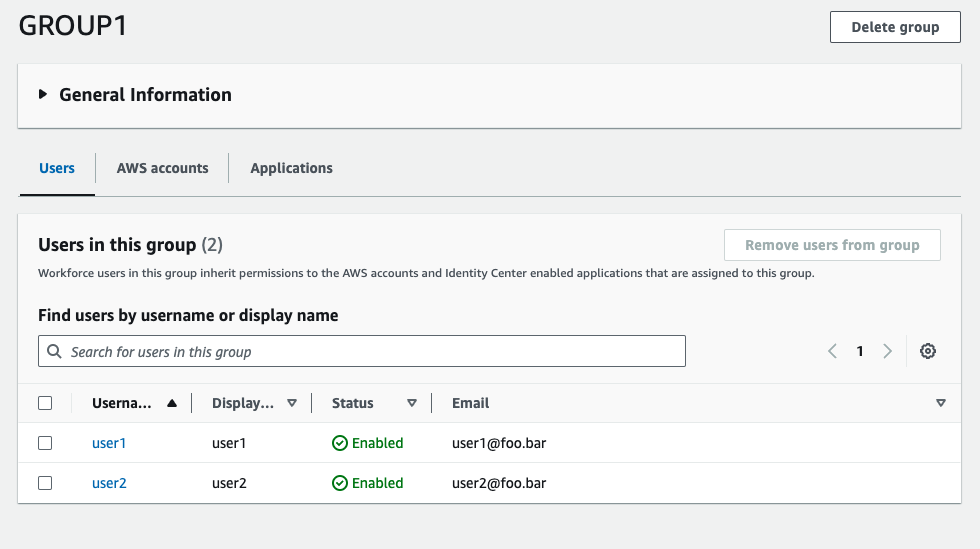 GROUP1
Delete group
General Information
Users
AWS accounts
Applications
Users in this group (2)
Remove users from group
Workforce users in this group inherit permissions to the AWS accounts and Identity Center enabled applications that are assigned to this group.
Find users by username or display name
Search for users in this group
1
Userna... Display... Status Email
user1 user1 Enabled user1@foo.bar
user2 user2 Enabled user2@foo.bar